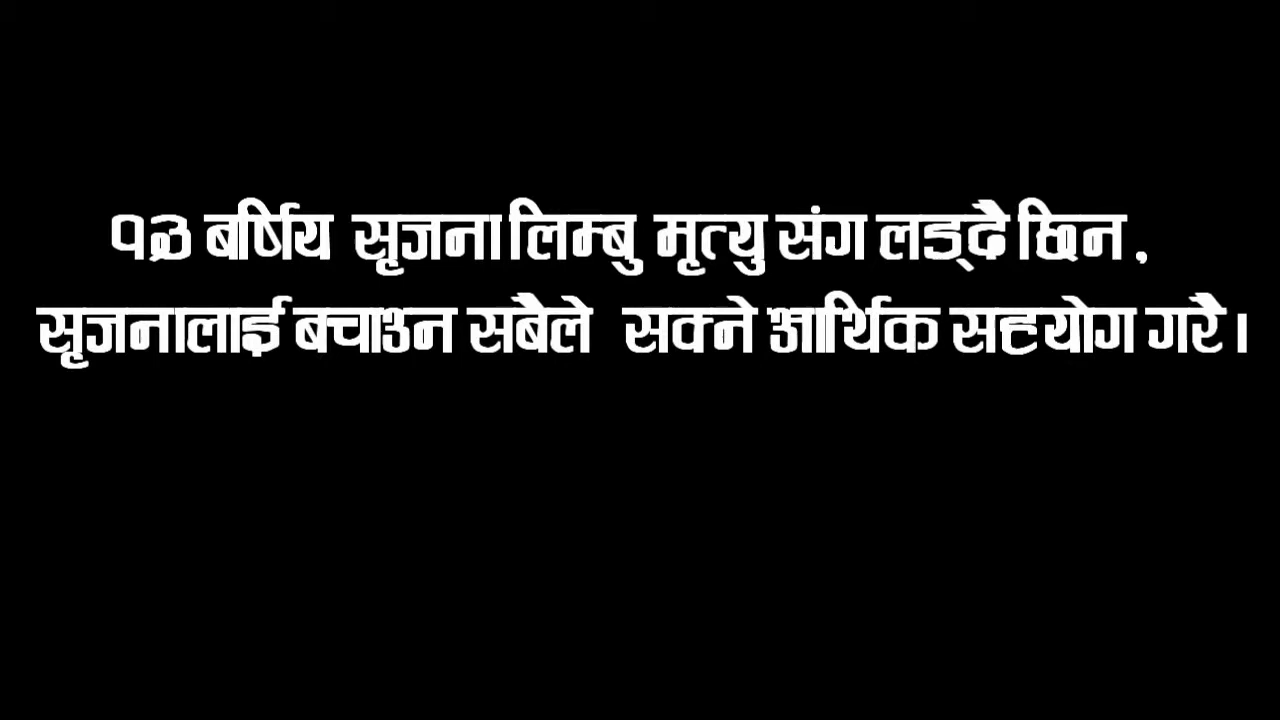 १३ बर्षिय सृजना लिम्बु मृत्यु संग लड्दै छिन ,
सृजनालाई बचाउन सबैले सक्ने आर्थिक सहयोग गरै ।